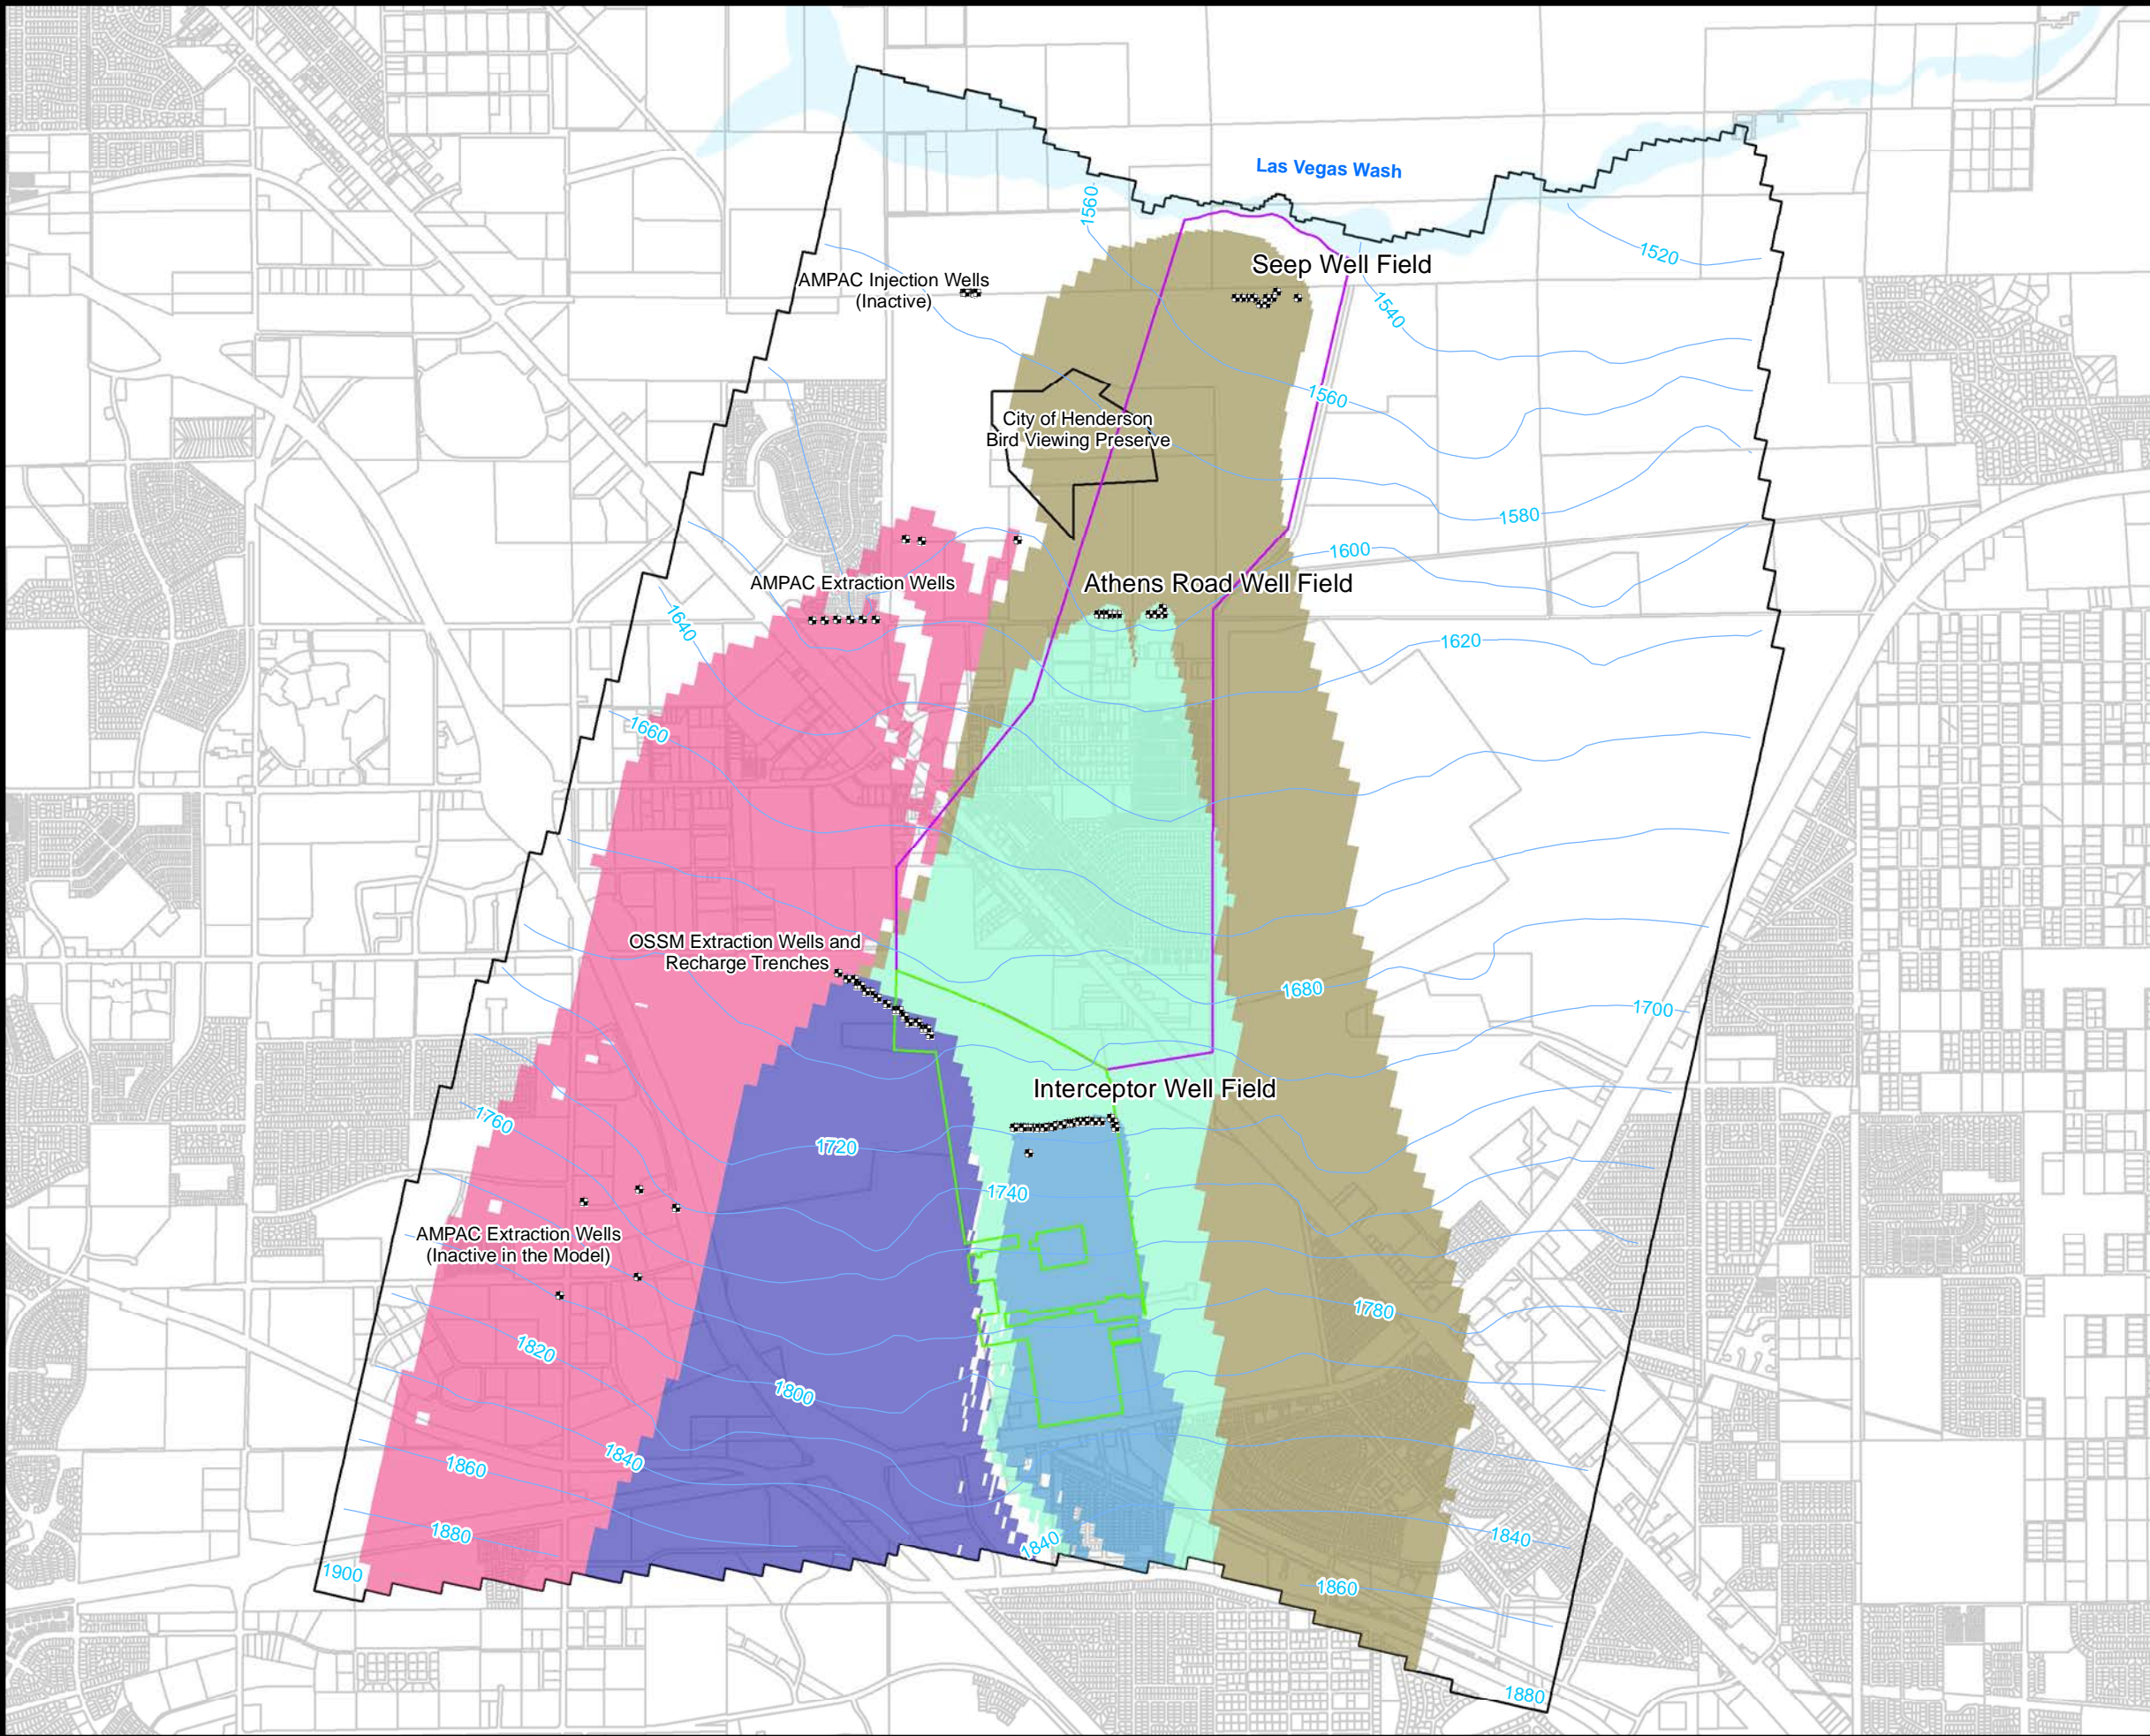 Las Vegas Wash
1560
1520
Seep Well Field
AMPAC Injection Wells
(Inactive)
1540
1560
City of Henderson
Bird Viewing Preserve
1580
1600
AMPAC Extraction Wells
Athens Road Well Field
1640
1620
1660
OSSM Extraction Wells and
Recharge Trenches
1680
1700
Interceptor Well Field
1760
1720
1740
AMPAC Extraction Wells
(Inactive in the Model)
1780
1820
1800
1840
1860
1880
1840
1840
1900
1860
1880